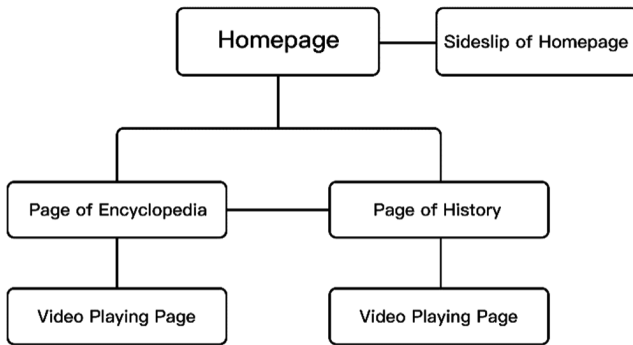 Homepage
Sideslip of Homepage
Page of Encyclopedia
Page of History
Video Playing Page
Video Playing Page